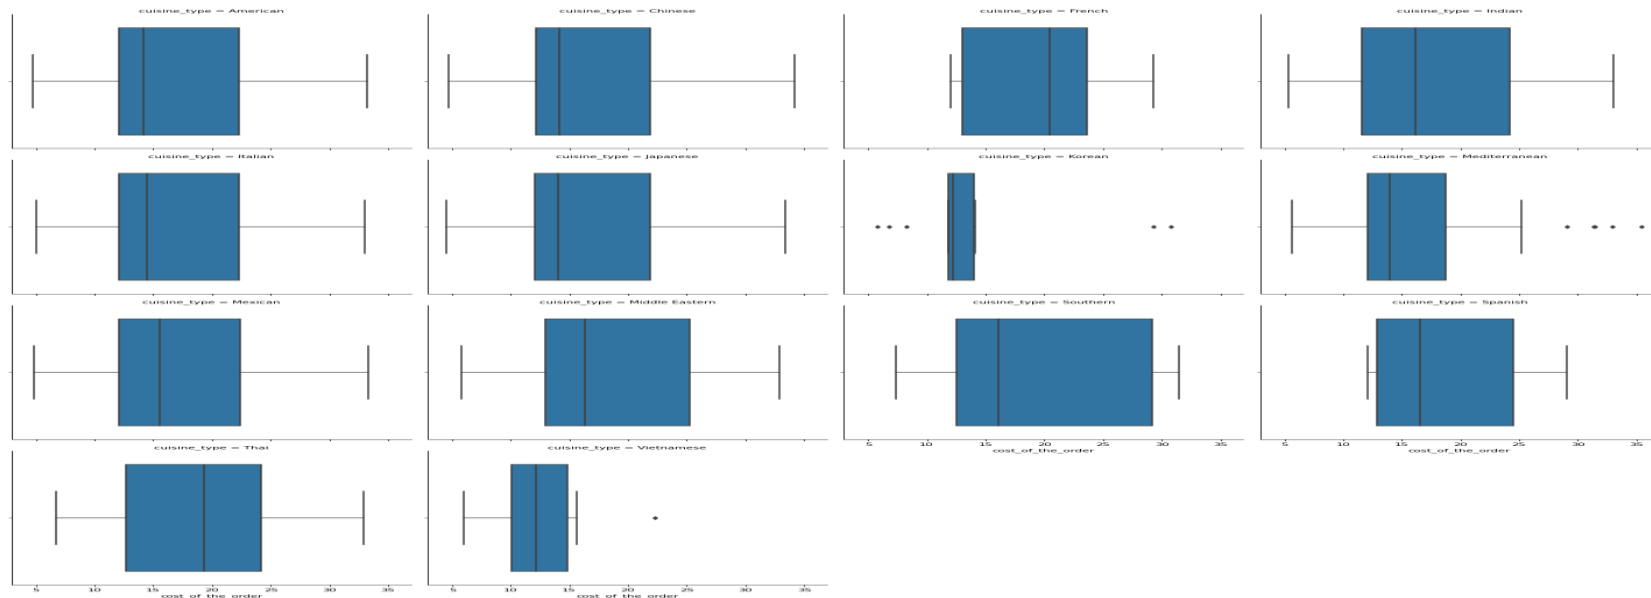 cuisine_type = American
cuisine_type = Chinese
cuisine_type = French
cuisine_type = Indian
cuisine_type = Italian
cuisine_type = Japanese
cuisine_type = Korean
cuisine_type = Mediterranean
cuisine_type = Mexican
cuisine_type = Middle Eastern
cuisine_type = Southern
cuisine_type = Spanish
5 10 15 20 25 30 35
cost_of_the_order
5 10 15 20 25 30 35
cost_of_the_order
cuisine_type = Thai
cuisine_type = Vietnamese
5 10 15 20 25 30 35
cost_of_the_order
5 10 15 20 25 30 35
cost_of_the_order